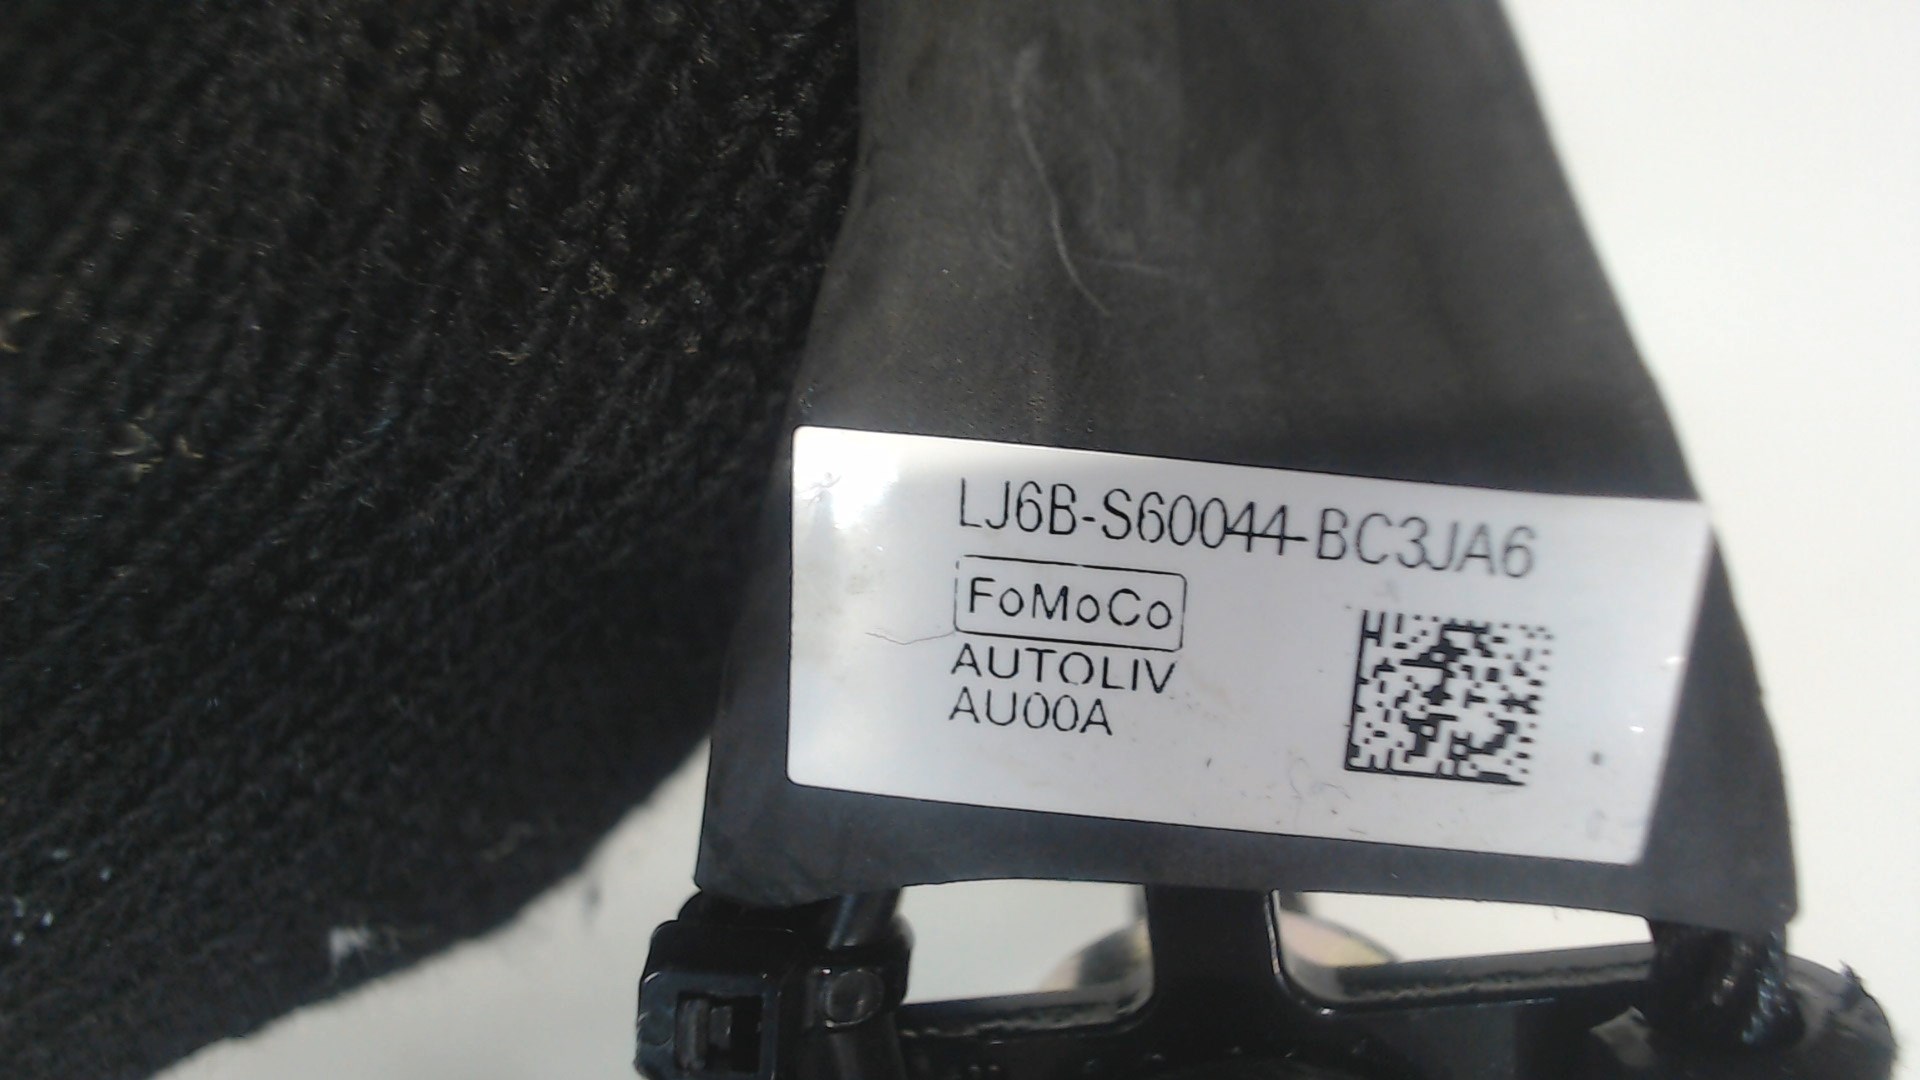 LJ6B-S60044-BC3JA6
FoMoCo
AUTOLIV
AU00A